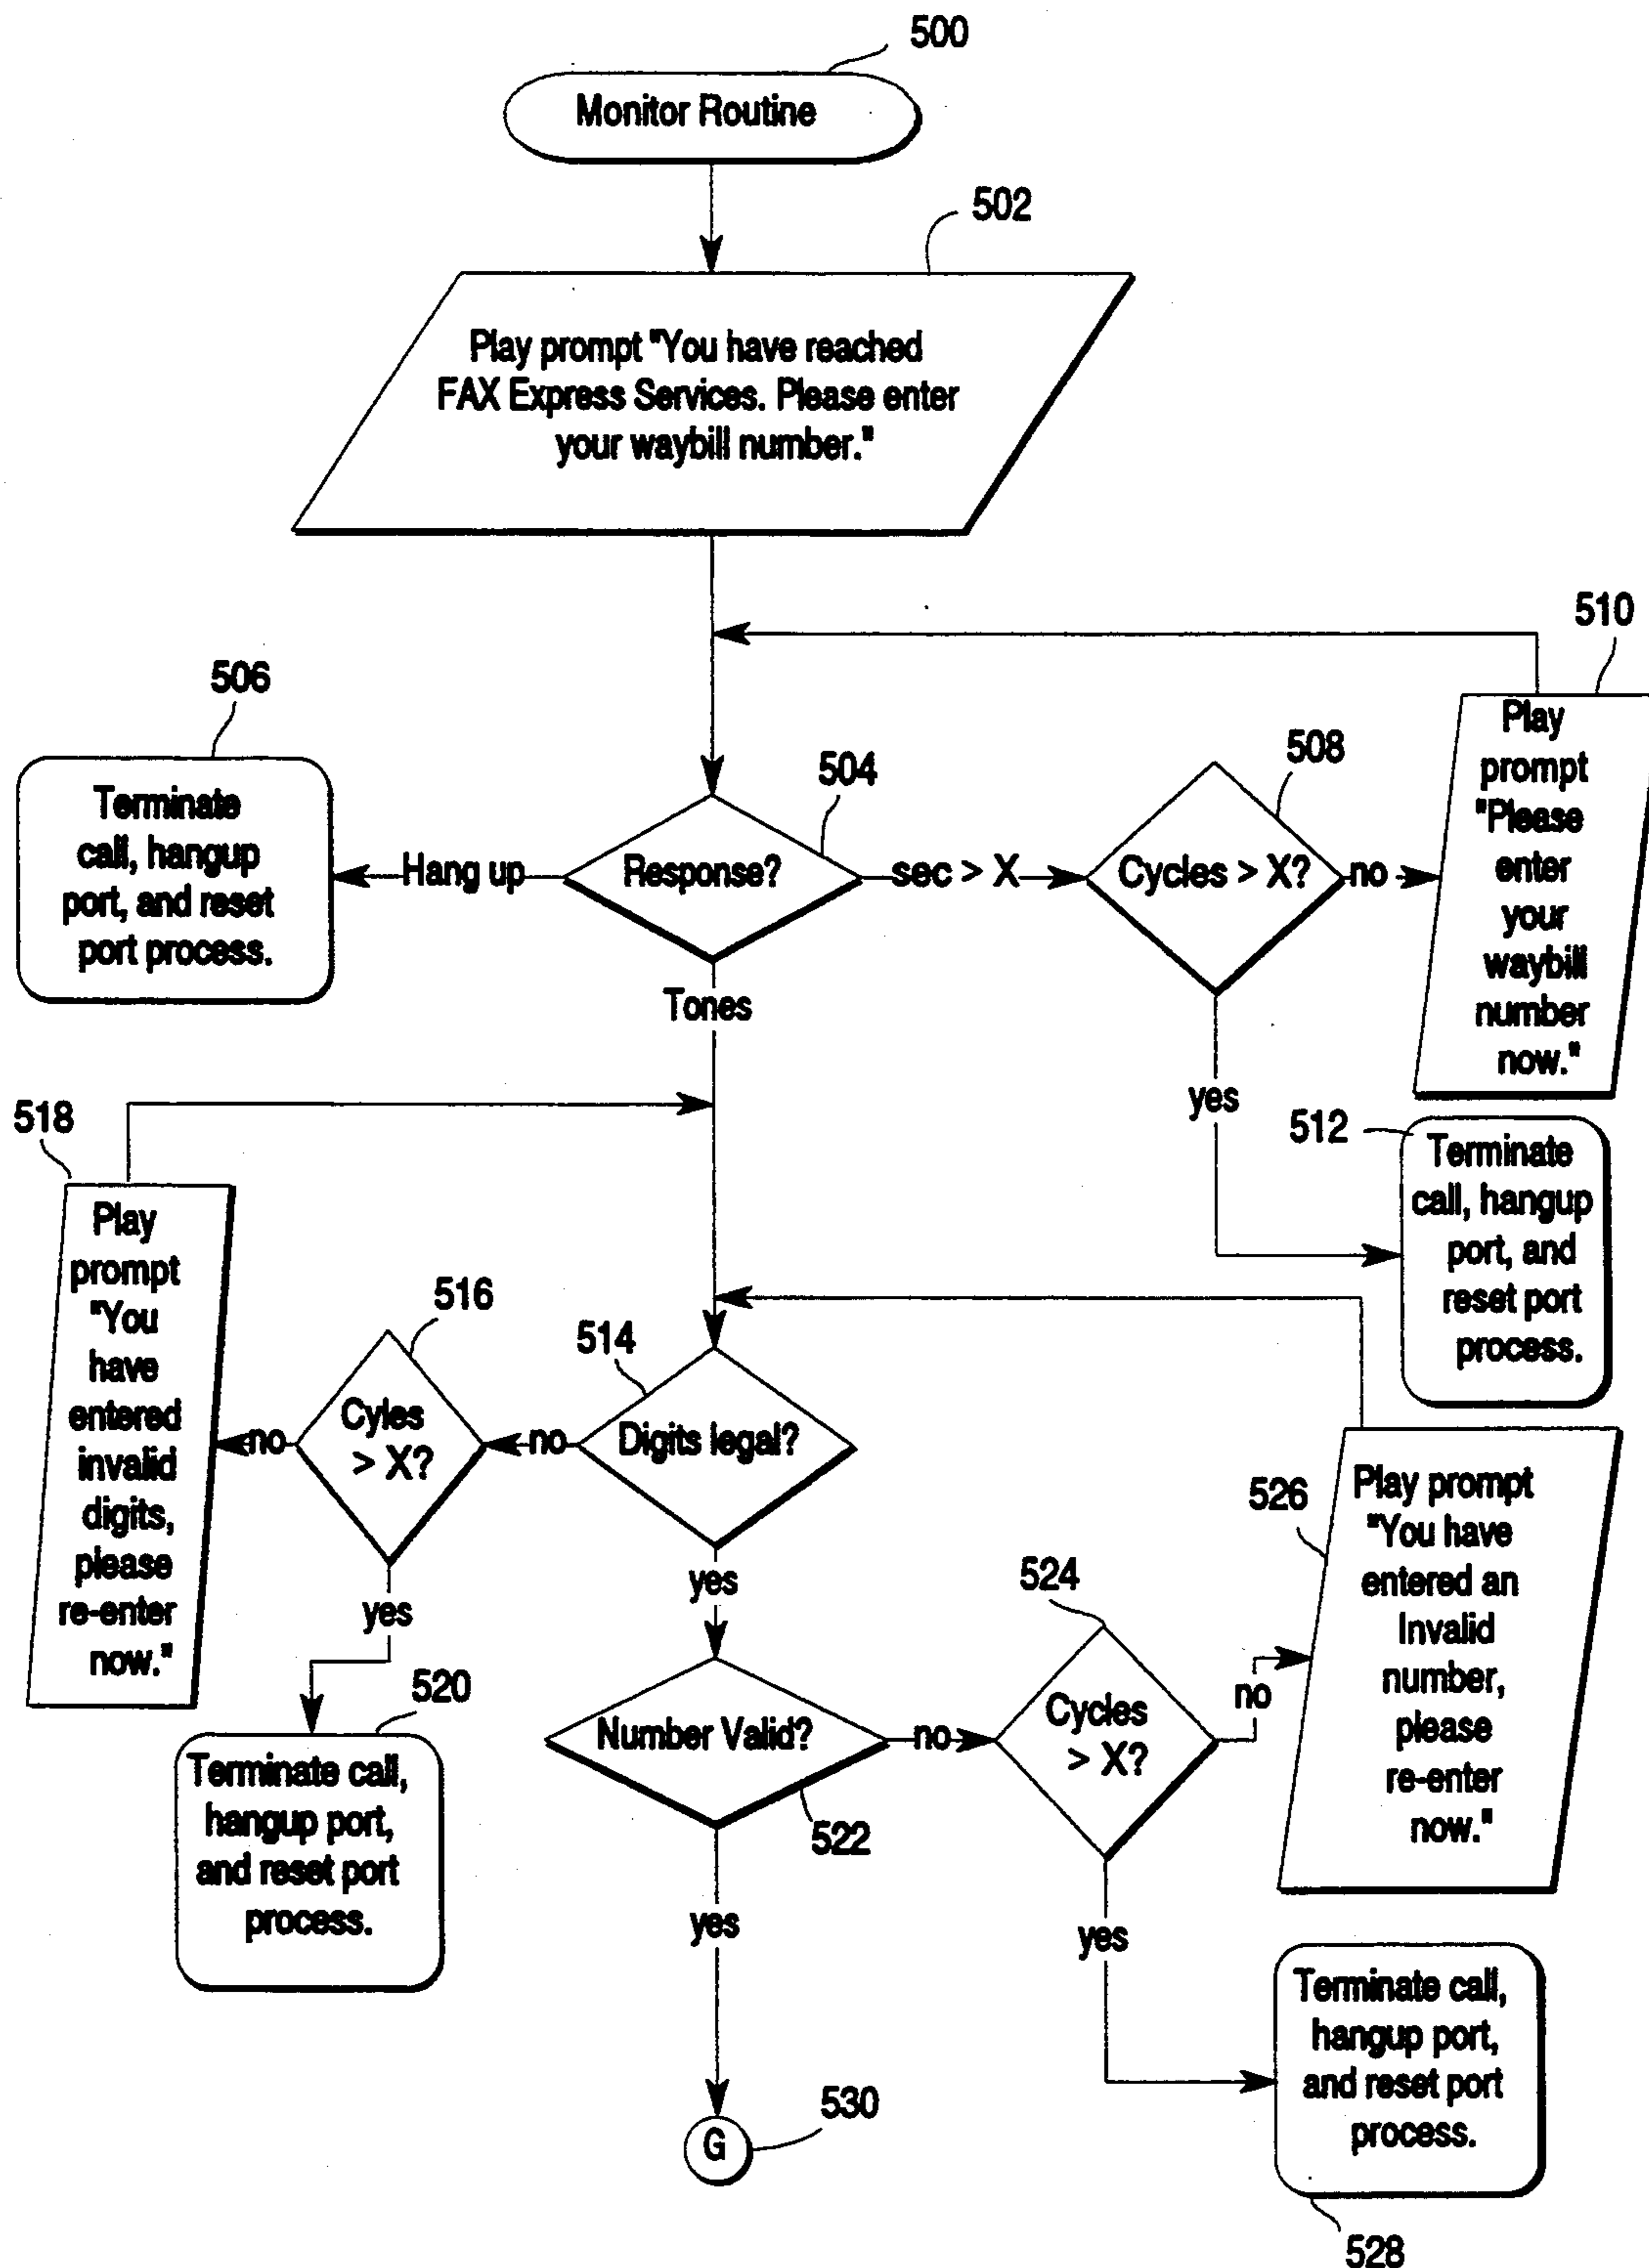 500
Monitor Routine
502
Play prompt "You have reached
FAX Express Services. Please enter
your waybill number."
510
506
Terminate
call, hangup
port, and reset
port process.
Hang up
504
Response?
sec > X
508
Cycles > X?
no
Play
prompt
"Please
enter
your
waybill
number
now."
Tones
yes
512
Terminate
call, hangup
port, and
reset port
process.
518
Play
prompt
"You
have
entered
invalid
digits,
please
re-enter
now."
516
Cyles
> X?
no
no
514
Digits legal?
yes
yes
520
Terminate call,
hangup port,
and reset port
process.
Number Valid?
522
no
524
Cycles
> X?
no
526
Play prompt
"You have
entered an
Invalid
number,
please
re-enter
now."
yes
yes
Terminate call,
hangup port,
and reset port
process.
528
G
530